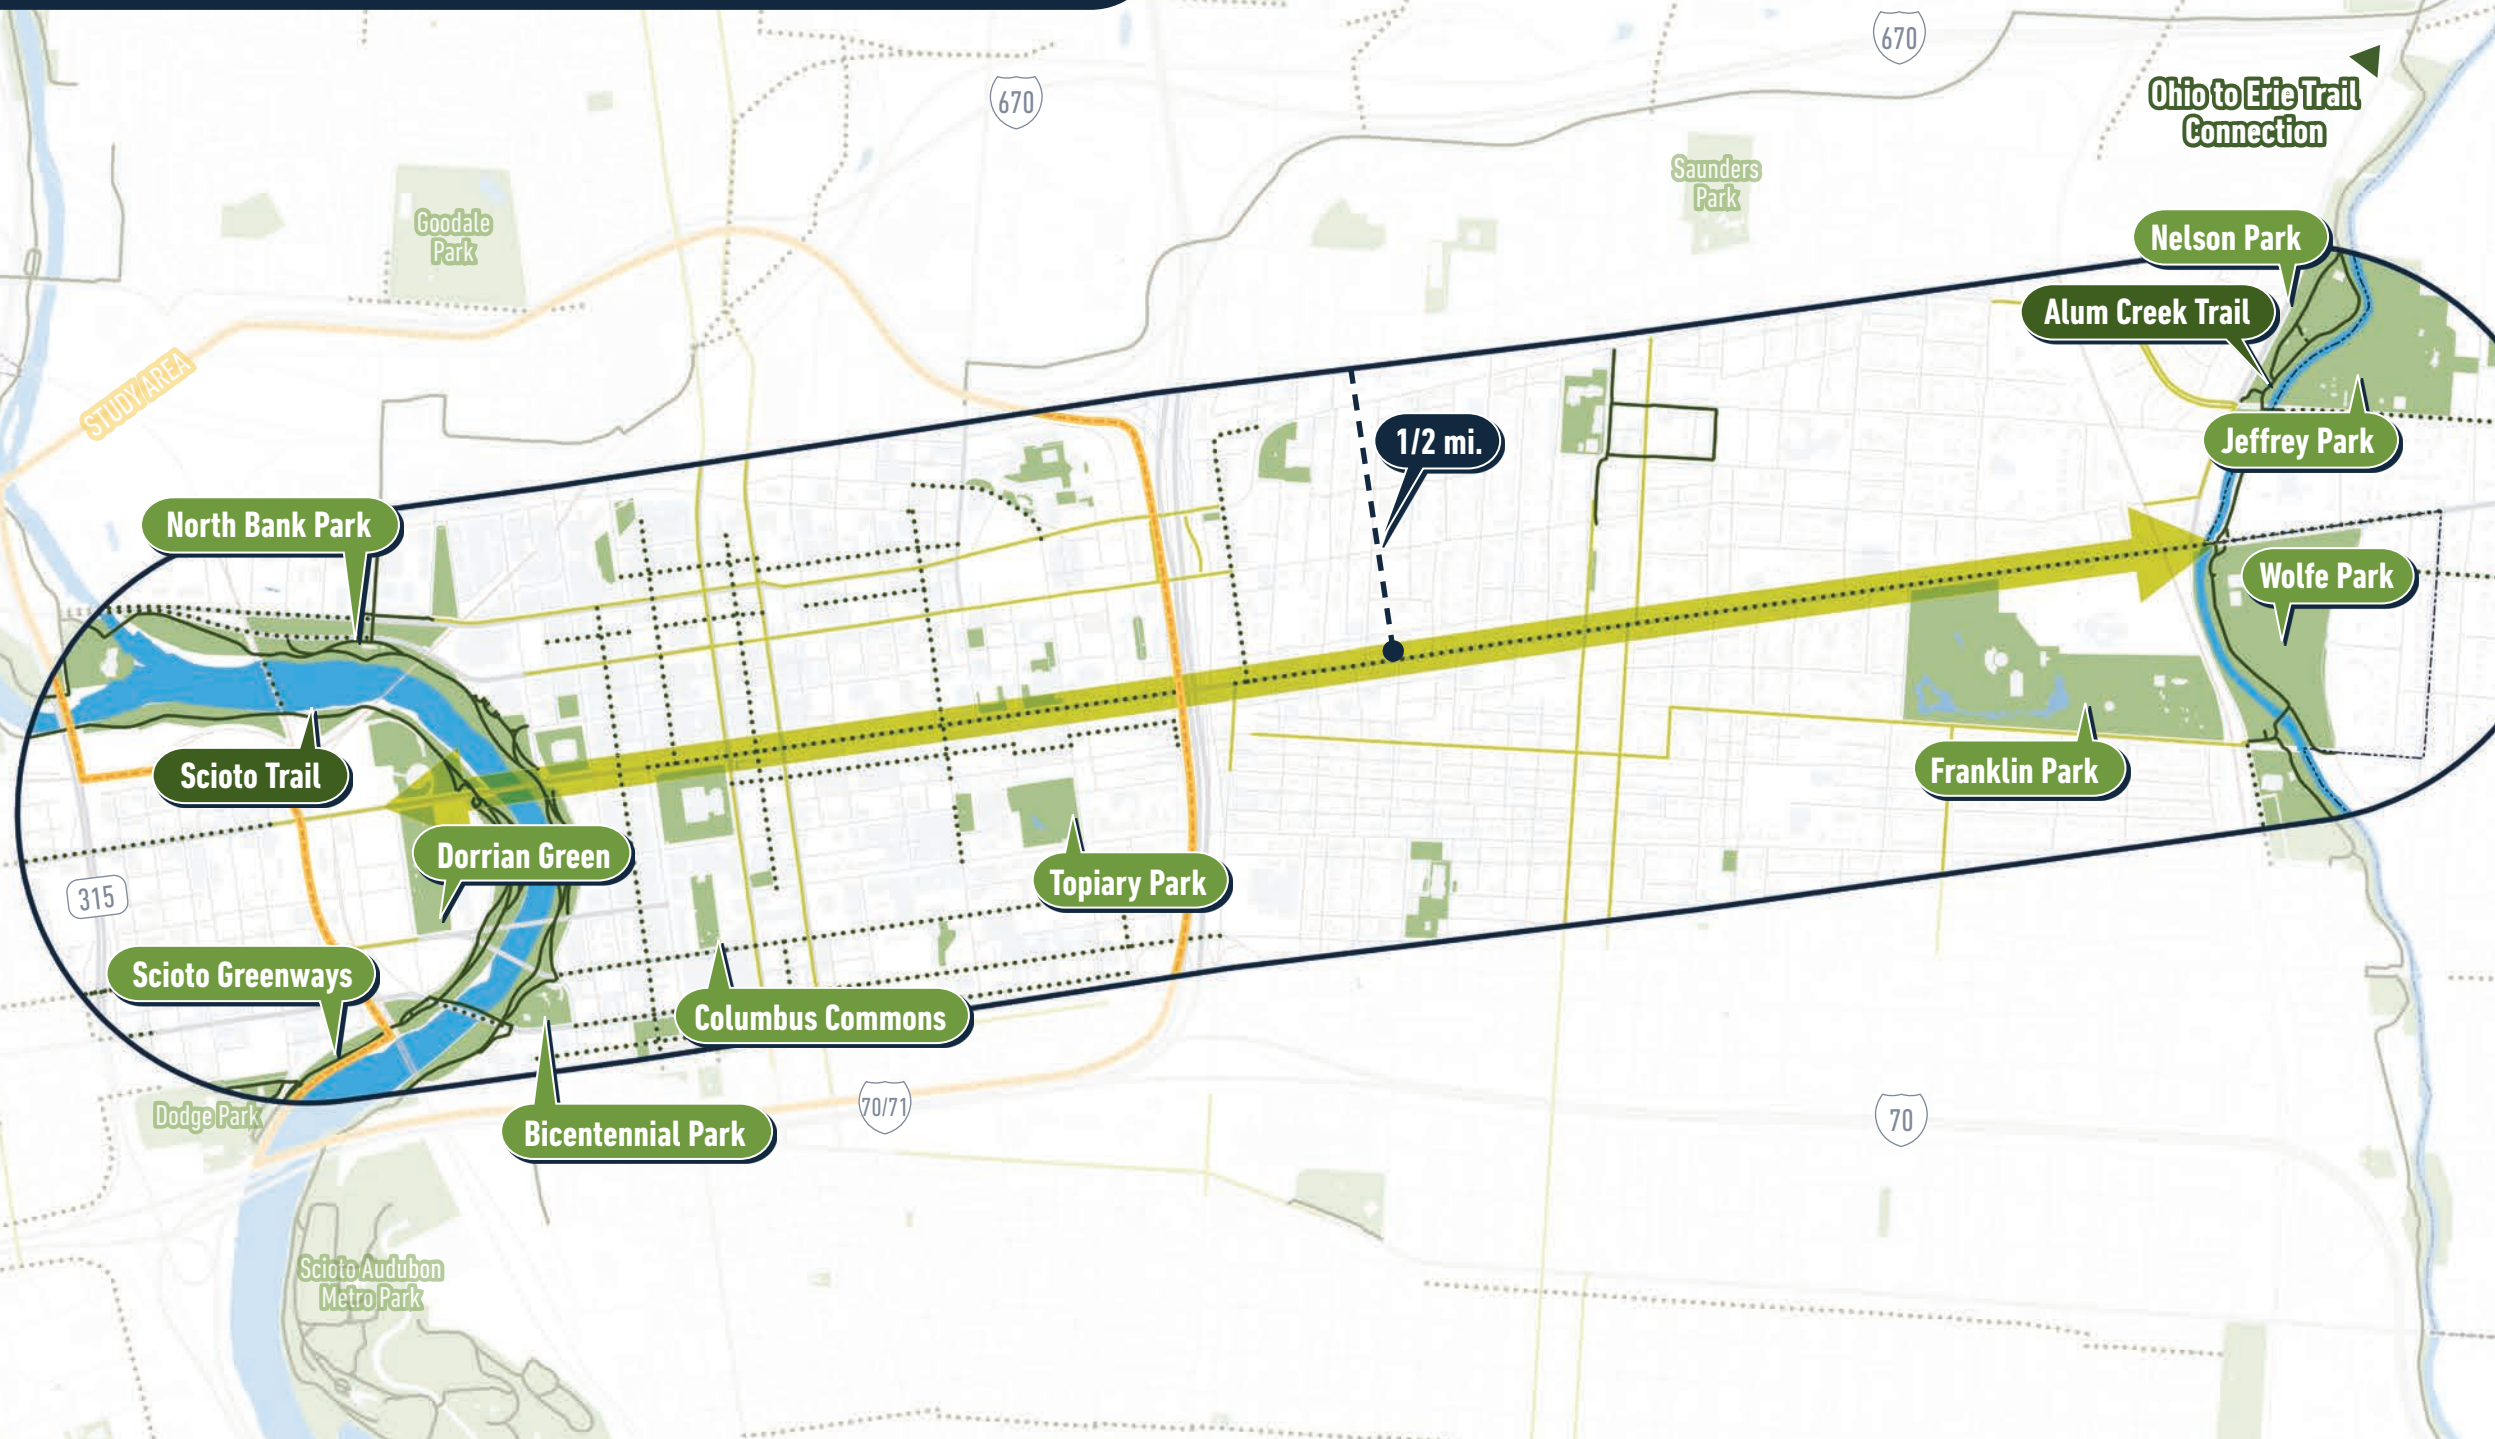 670
670
Ohio to Erie Trail
Connection
Saunders
Park
Goodale
Park
Nelson Park
Alum Creek Trail
STUDY AREA
1/2 mi.
Jeffrey Park
North Bank Park
Wolfe Park
Scioto Trail
Franklin Park
Dorrian Green
Topiary Park
315
Scioto Greenways
Columbus Commons
Dodge Park
70/71
70
Bicentennial Park
Scioto Audubon
Metro Park